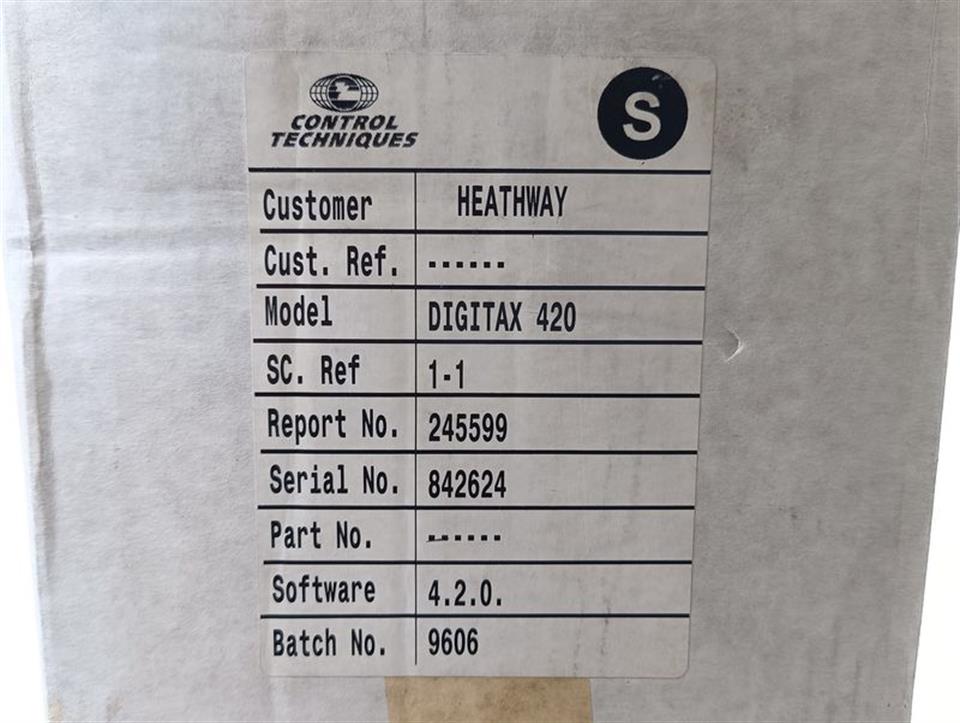 CONTROL
TECHNIQUES
S
Customer HEATHWAY
Cust. Ref. ------
Model DIGITAX 420
SC. Ref 1-1
Report No. 245599
Serial No. 842624
Part No. ------
Software 4.2.0.
Batch No. 9606